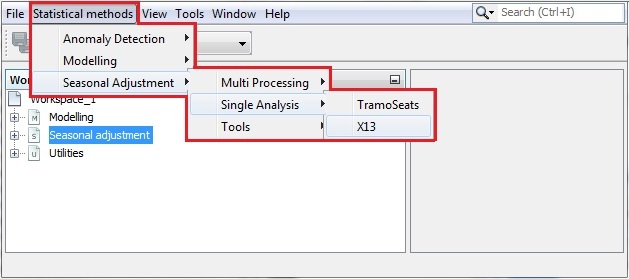 File Statistical methods View Tools Window Help
Search (Ctrl+I)
Anomaly Detection
Modelling
Seasonal Adjustment
Multi Processing
Single Analysis
Tools
TramoSeats
X13
Workspace_1
M Modelling
S Seasonal adjustment
U Utilities